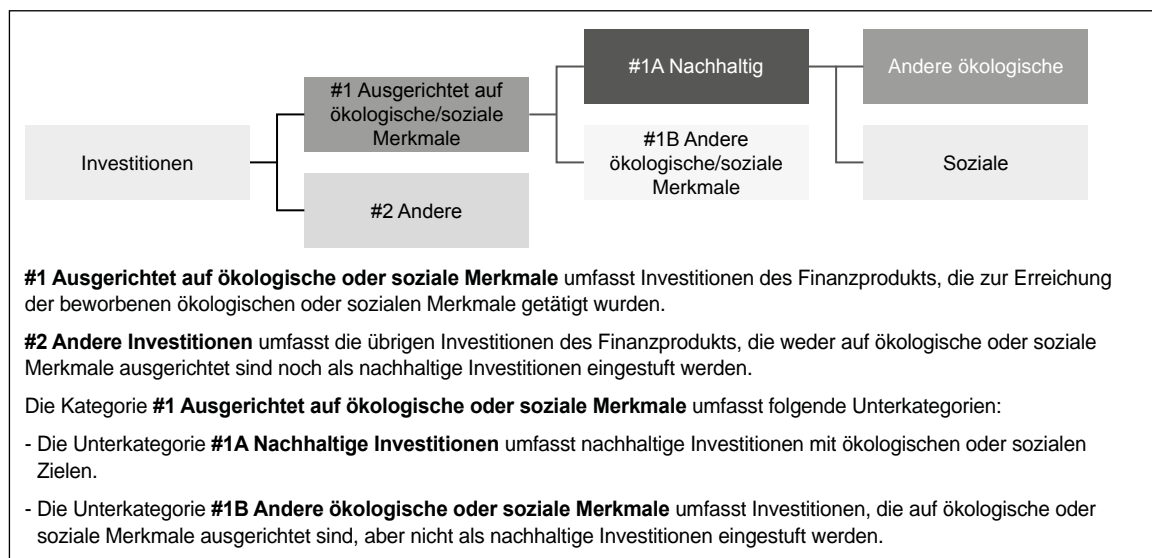 Investitionen
#1 Ausgerichtet auf
ökologische/soziale
Merkmale
#2 Andere
#1A Nachhaltig
#1B Andere
ökologische/soziale
Merkmale
Andere ökologische
Soziale
#1 Ausgerichtet auf ökologische oder soziale Merkmale umfasst Investitionen des Finanzprodukts, die zur Erreichung
der beworbenen ökologischen oder sozialen Merkmale getätigt wurden.
#2 Andere Investitionen umfasst die übrigen Investitionen des Finanzprodukts, die weder auf ökologische oder soziale
Merkmale ausgerichtet sind noch als nachhaltige Investitionen eingestuft werden.
Die Kategorie #1 Ausgerichtet auf ökologische oder soziale Merkmale umfasst folgende Unterkategorien:
- Die Unterkategorie #1A Nachhaltige Investitionen umfasst nachhaltige Investitionen mit ökologischen oder sozialen
Zielen.
- Die Unterkategorie #1B Andere ökologische oder soziale Merkmale umfasst Investitionen, die auf ökologische oder
soziale Merkmale ausgerichtet sind, aber nicht als nachhaltige Investitionen eingestuft werden.